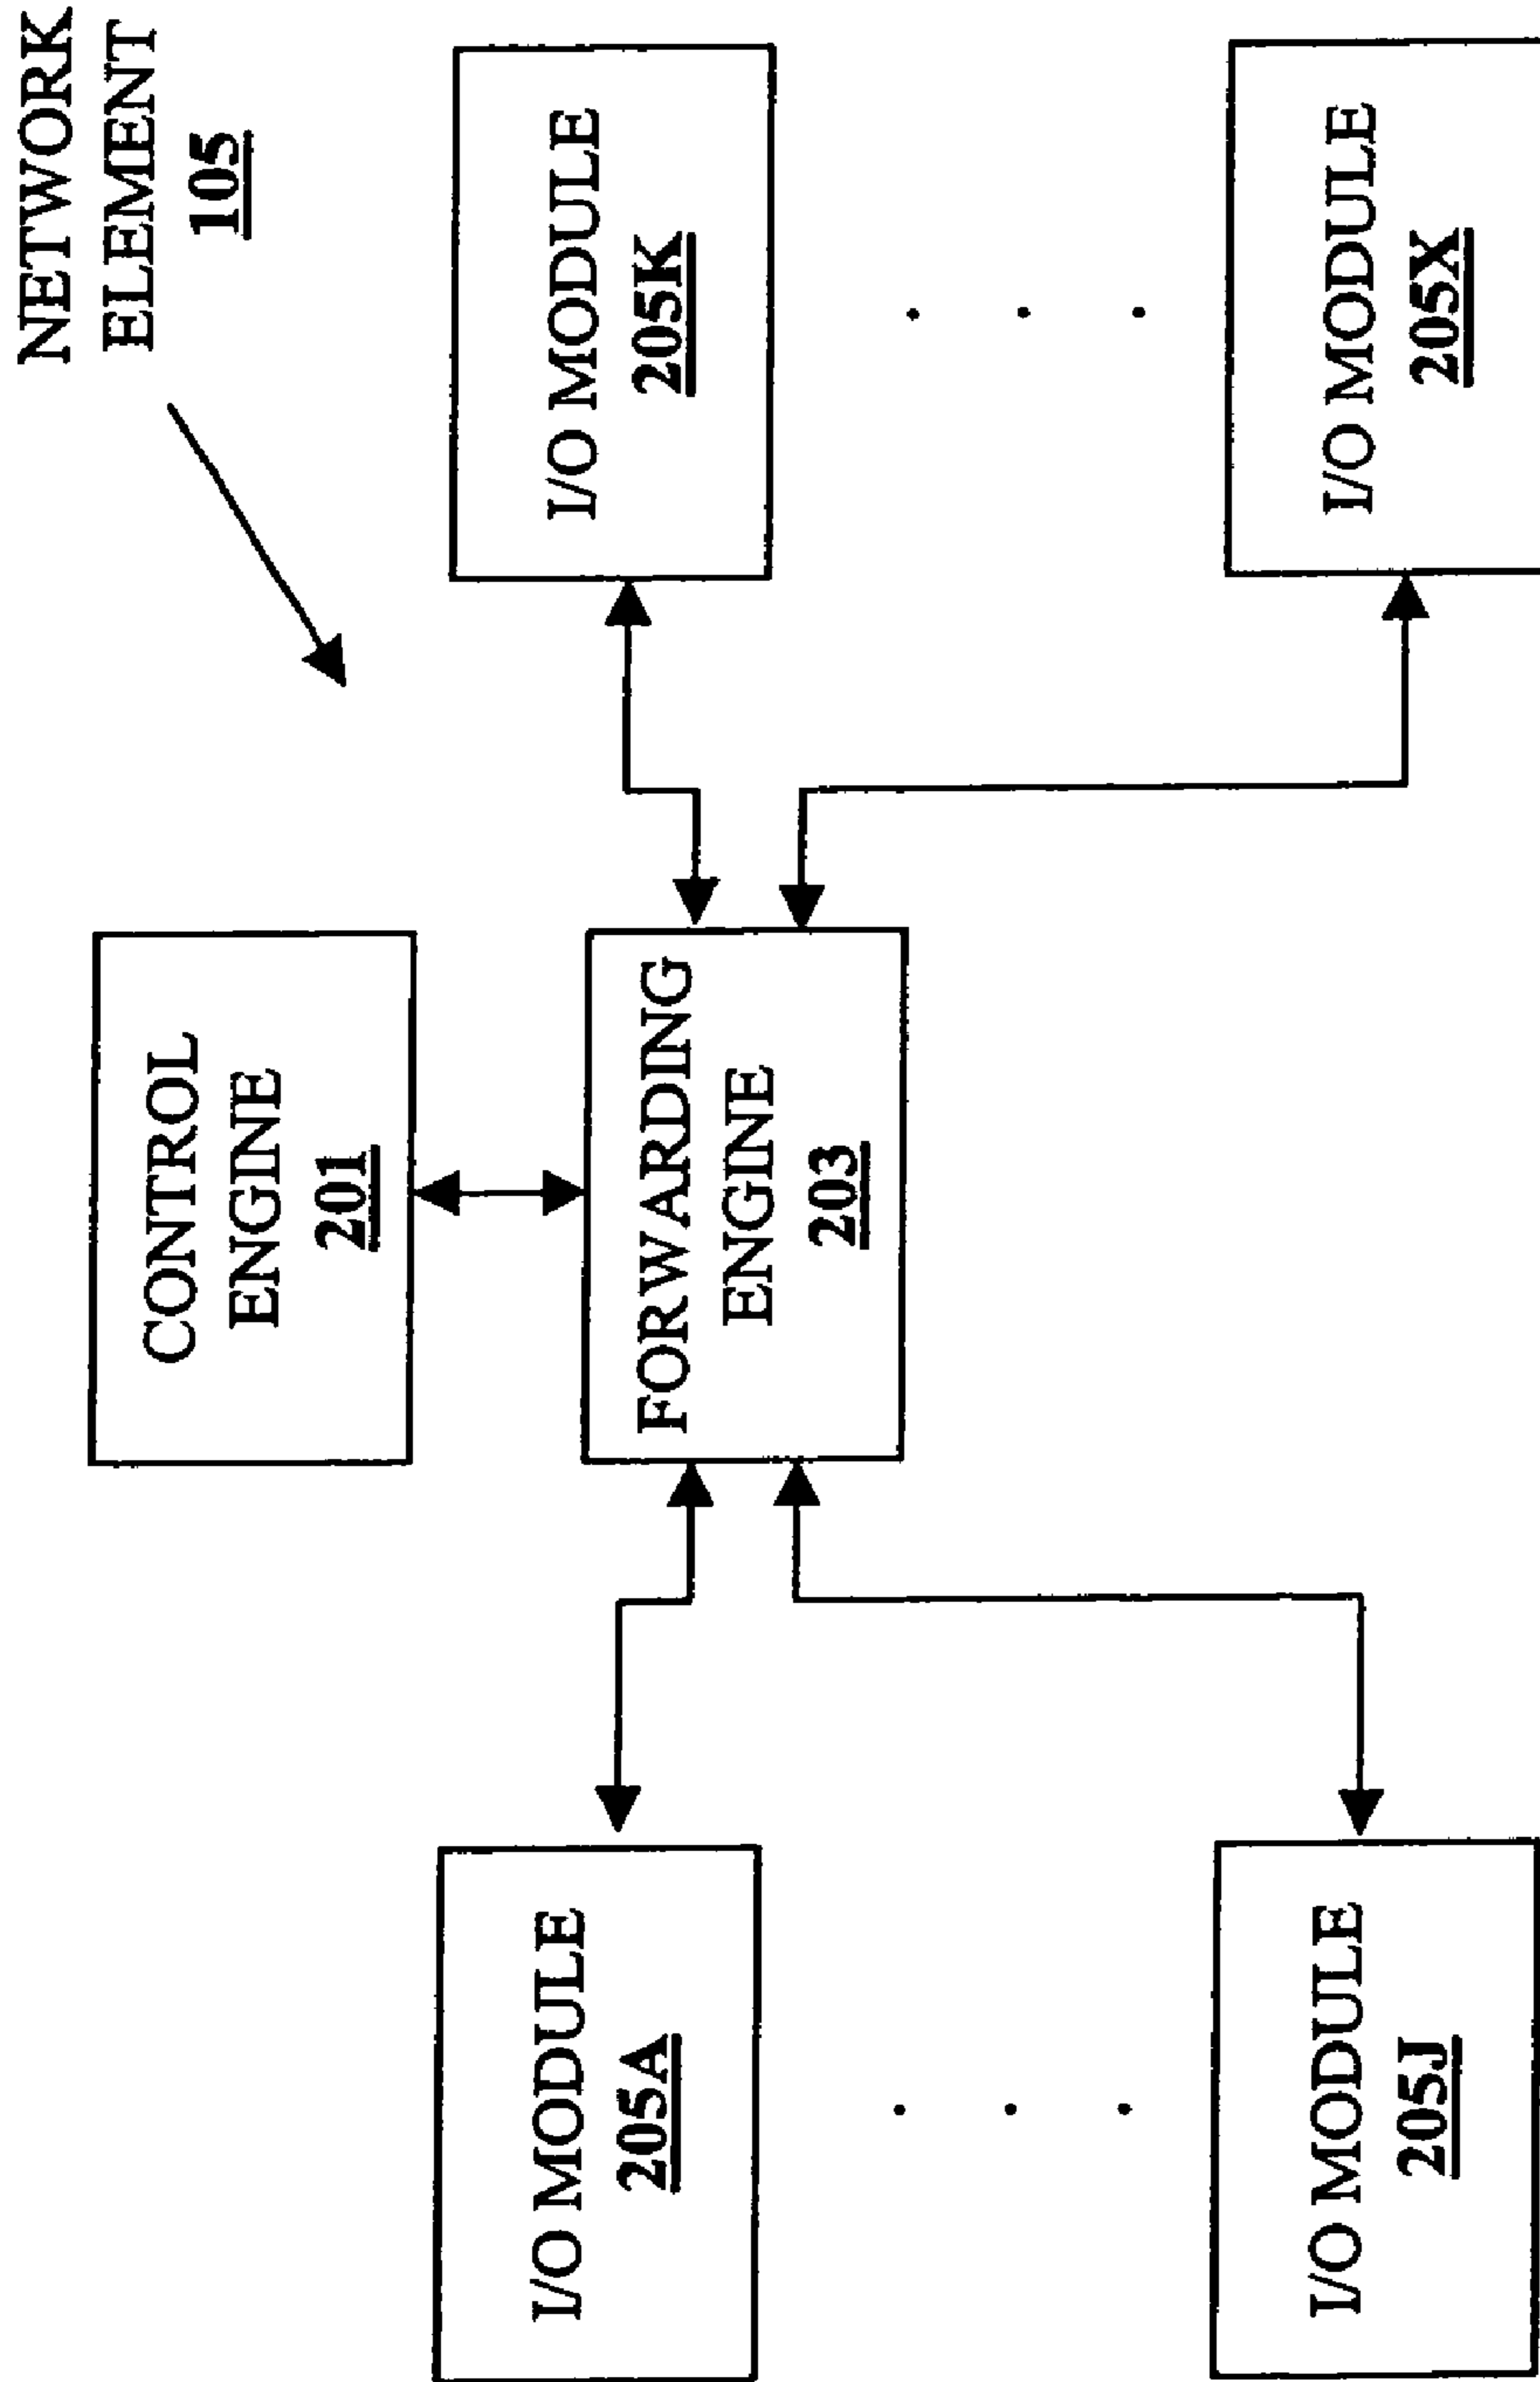 NETWORK
ELEMENT
105
CONTROL
ENGINE
201
I/O MODULE
205A
FORWARDING
ENGINE
203
I/O MODULE
205K
I/O MODULE
205J
I/O MODULE
205X